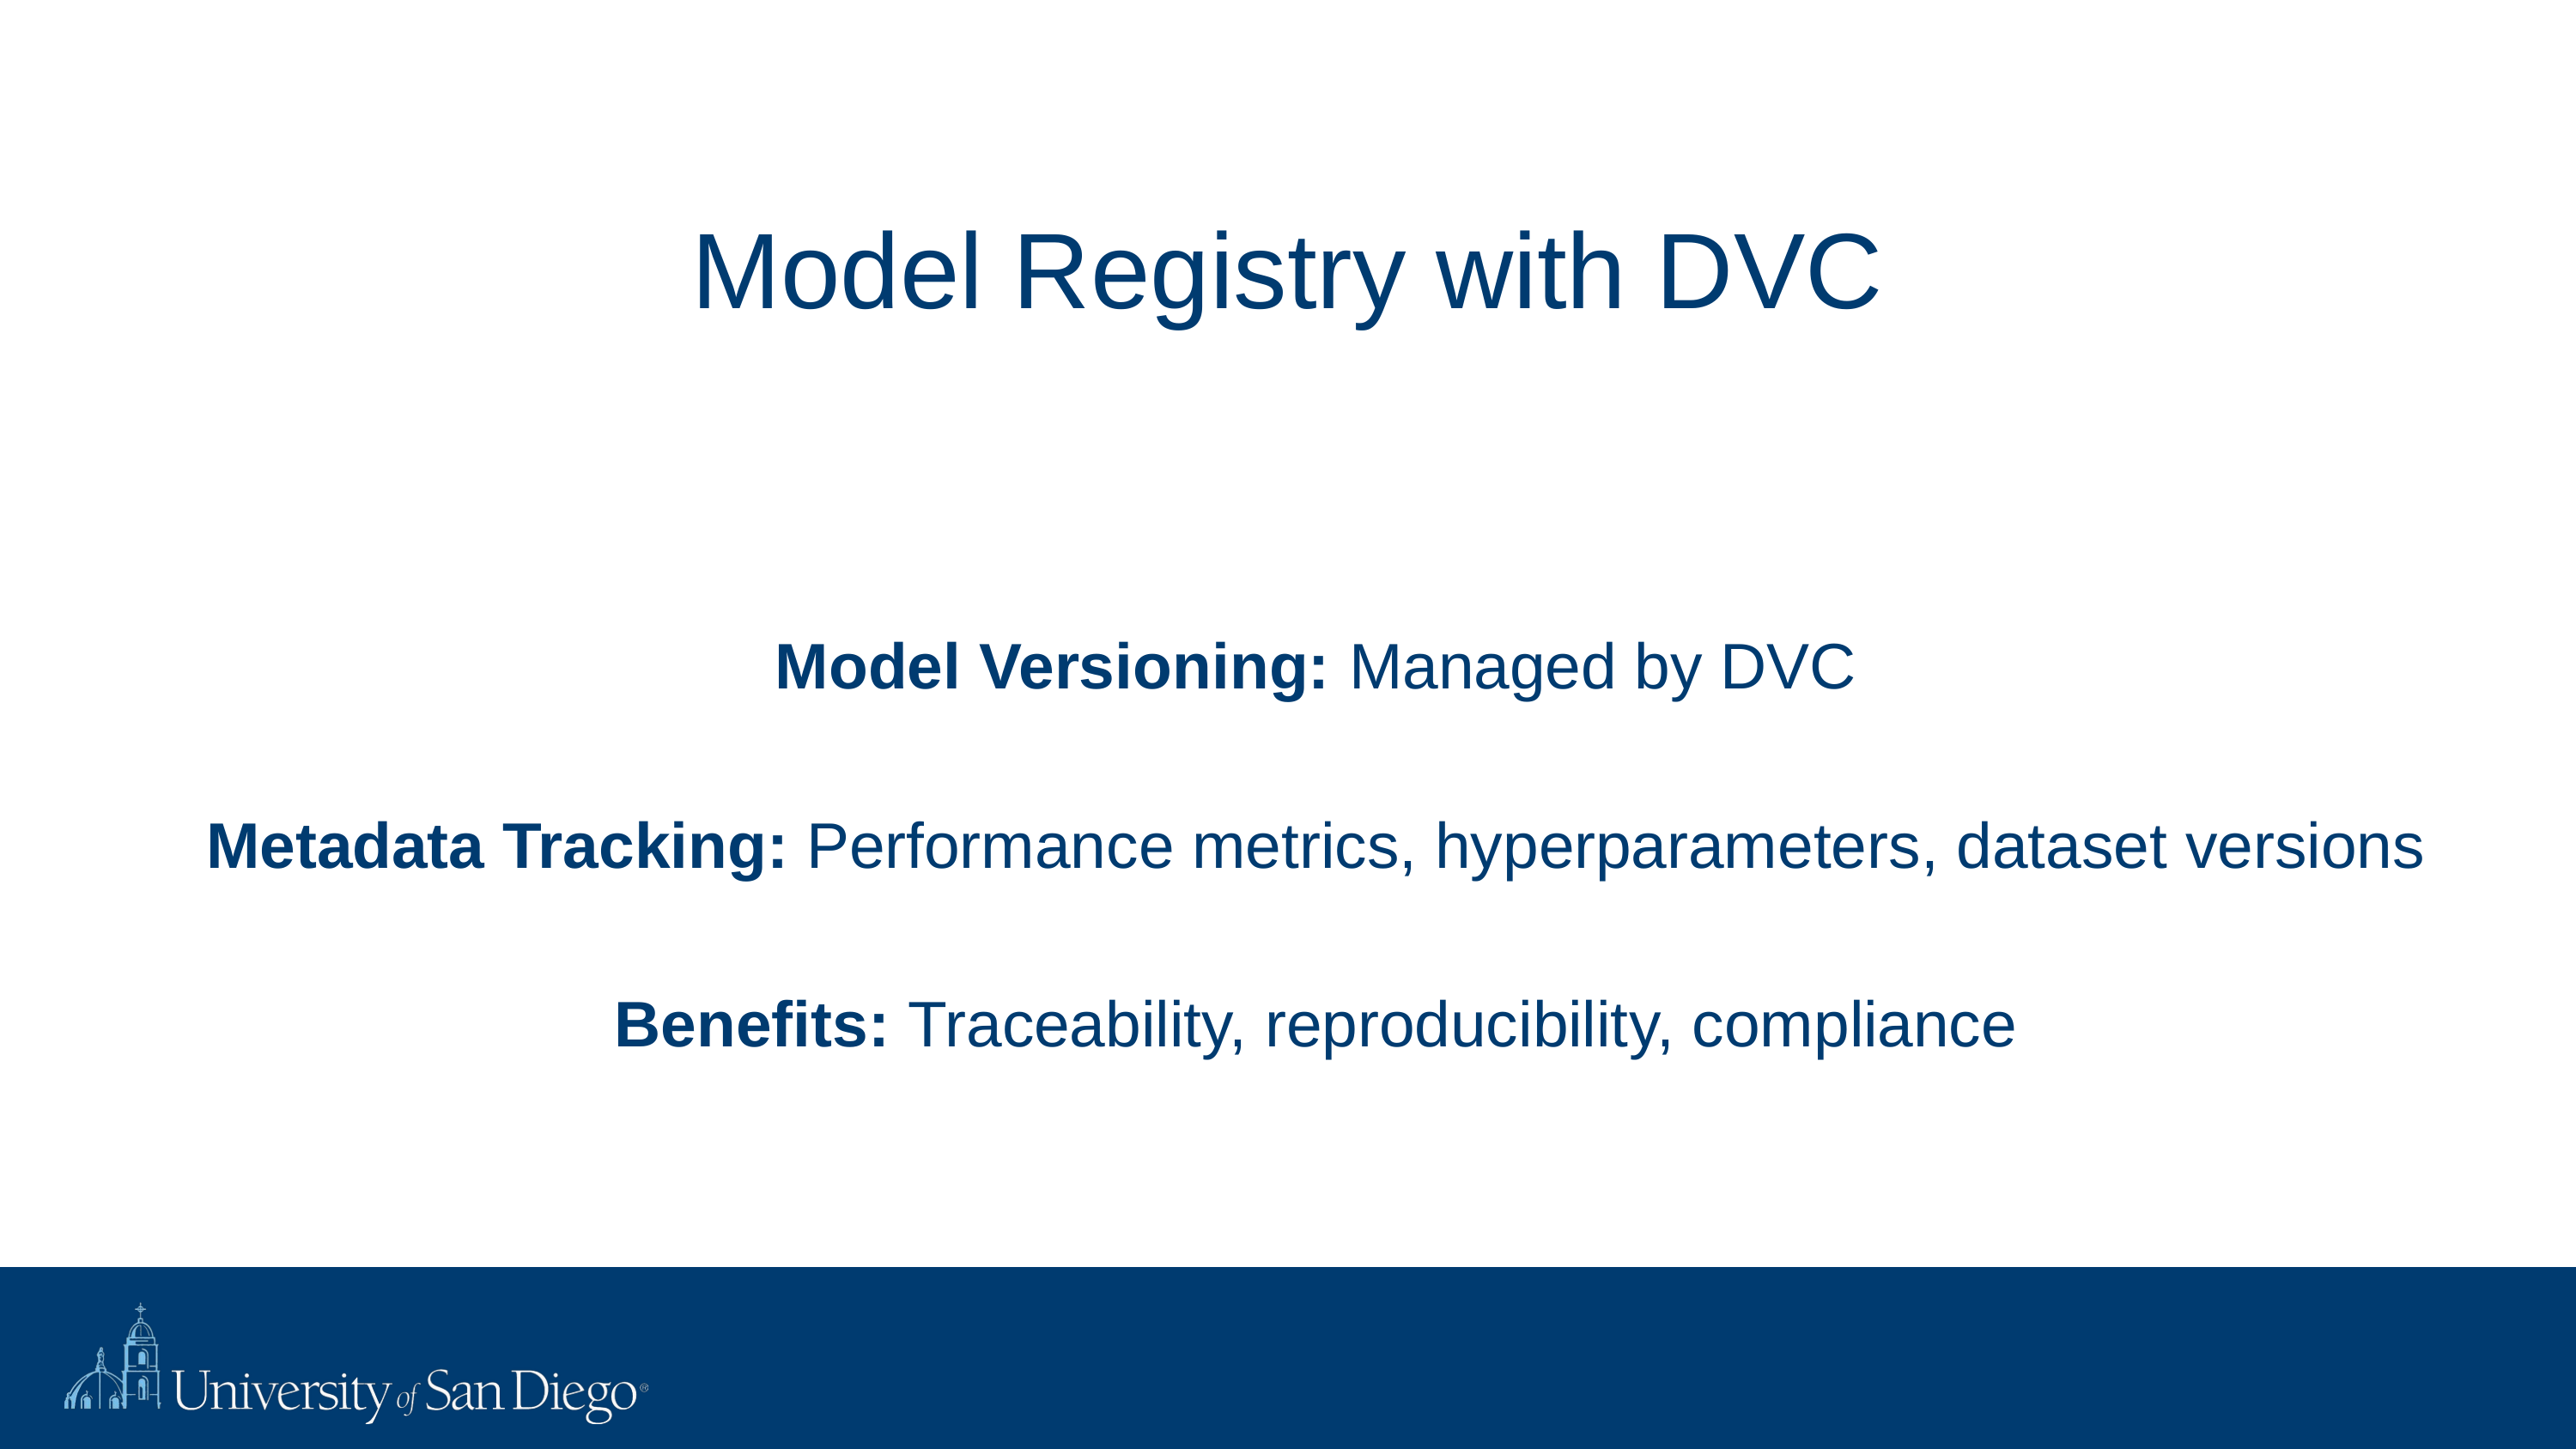 Model Registry with DVC
Model Versioning: Managed by DVC
Metadata Tracking: Performance metrics, hyperparameters, dataset versions
Benefits: Traceability, reproducibility, compliance
University of San Diego®